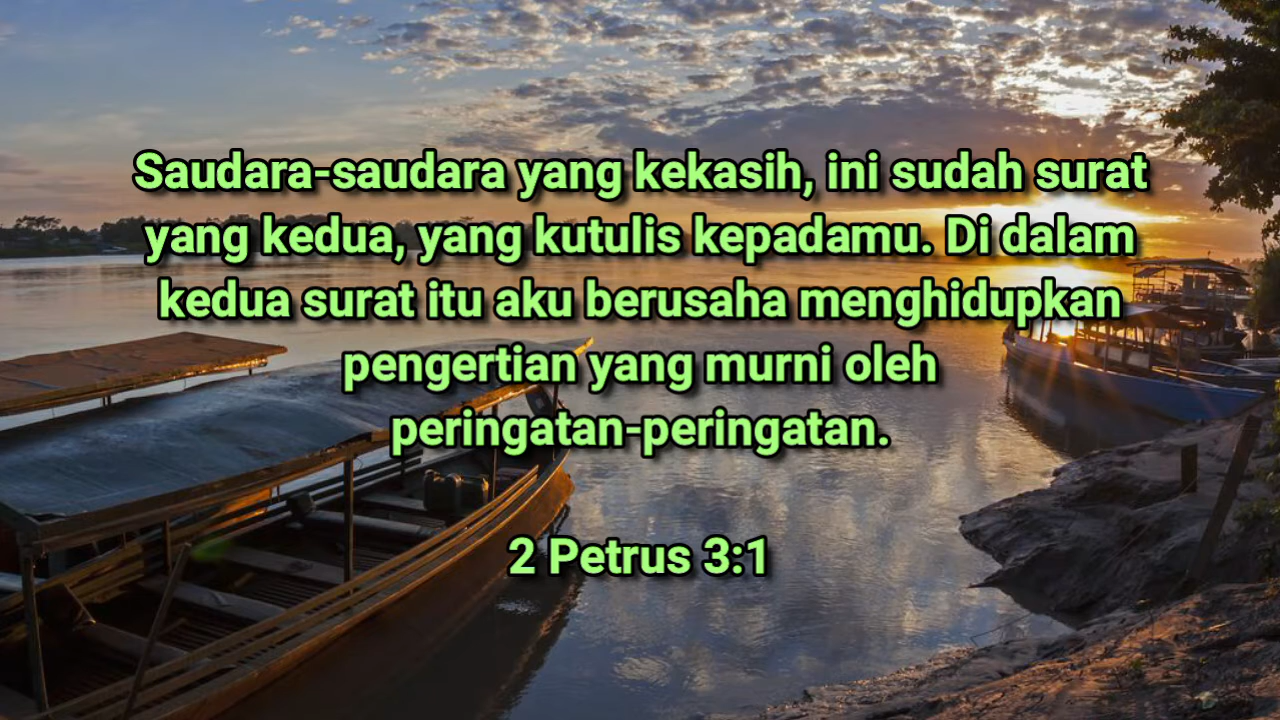 Saudara-saudara yang kekasih, ini sudah surat
yang kedua, yang kutulis kepadamu. Di dalam
kedua surat itu aku berusaha menghidupkan
pengertian yang murni oleh
peringatan-peringatan.
2 Petrus 3:1